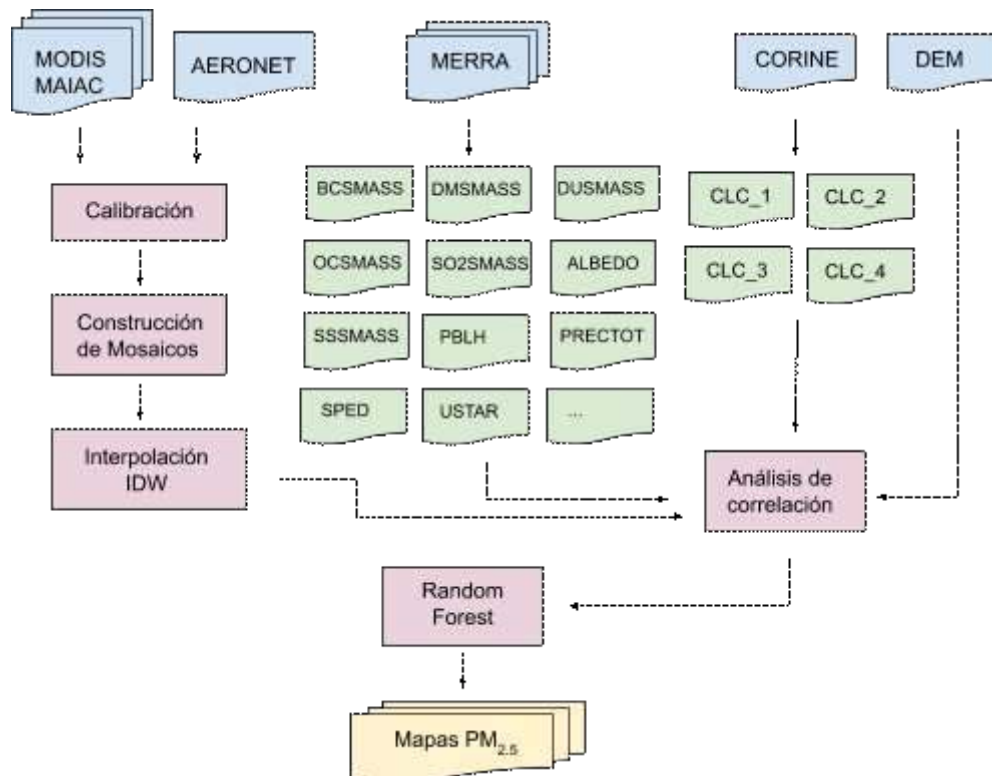 MODIS
MAIAC
AERONET
MERRA
CORINE
DEM
BCSMASS
DMSMASS
DUSMASS
CLC_1
CLC_2
Calibración
OCSMASS
SO2SMASS
ALBEDO
CLC_3
CLC_4
Construcción
de Mosaicos
SSSMASS
PBLH
PRECTOT
SPED
USTAR
...
Interpolación
IDW
Análisis de
correlación
Random
Forest
Mapas PM2.5